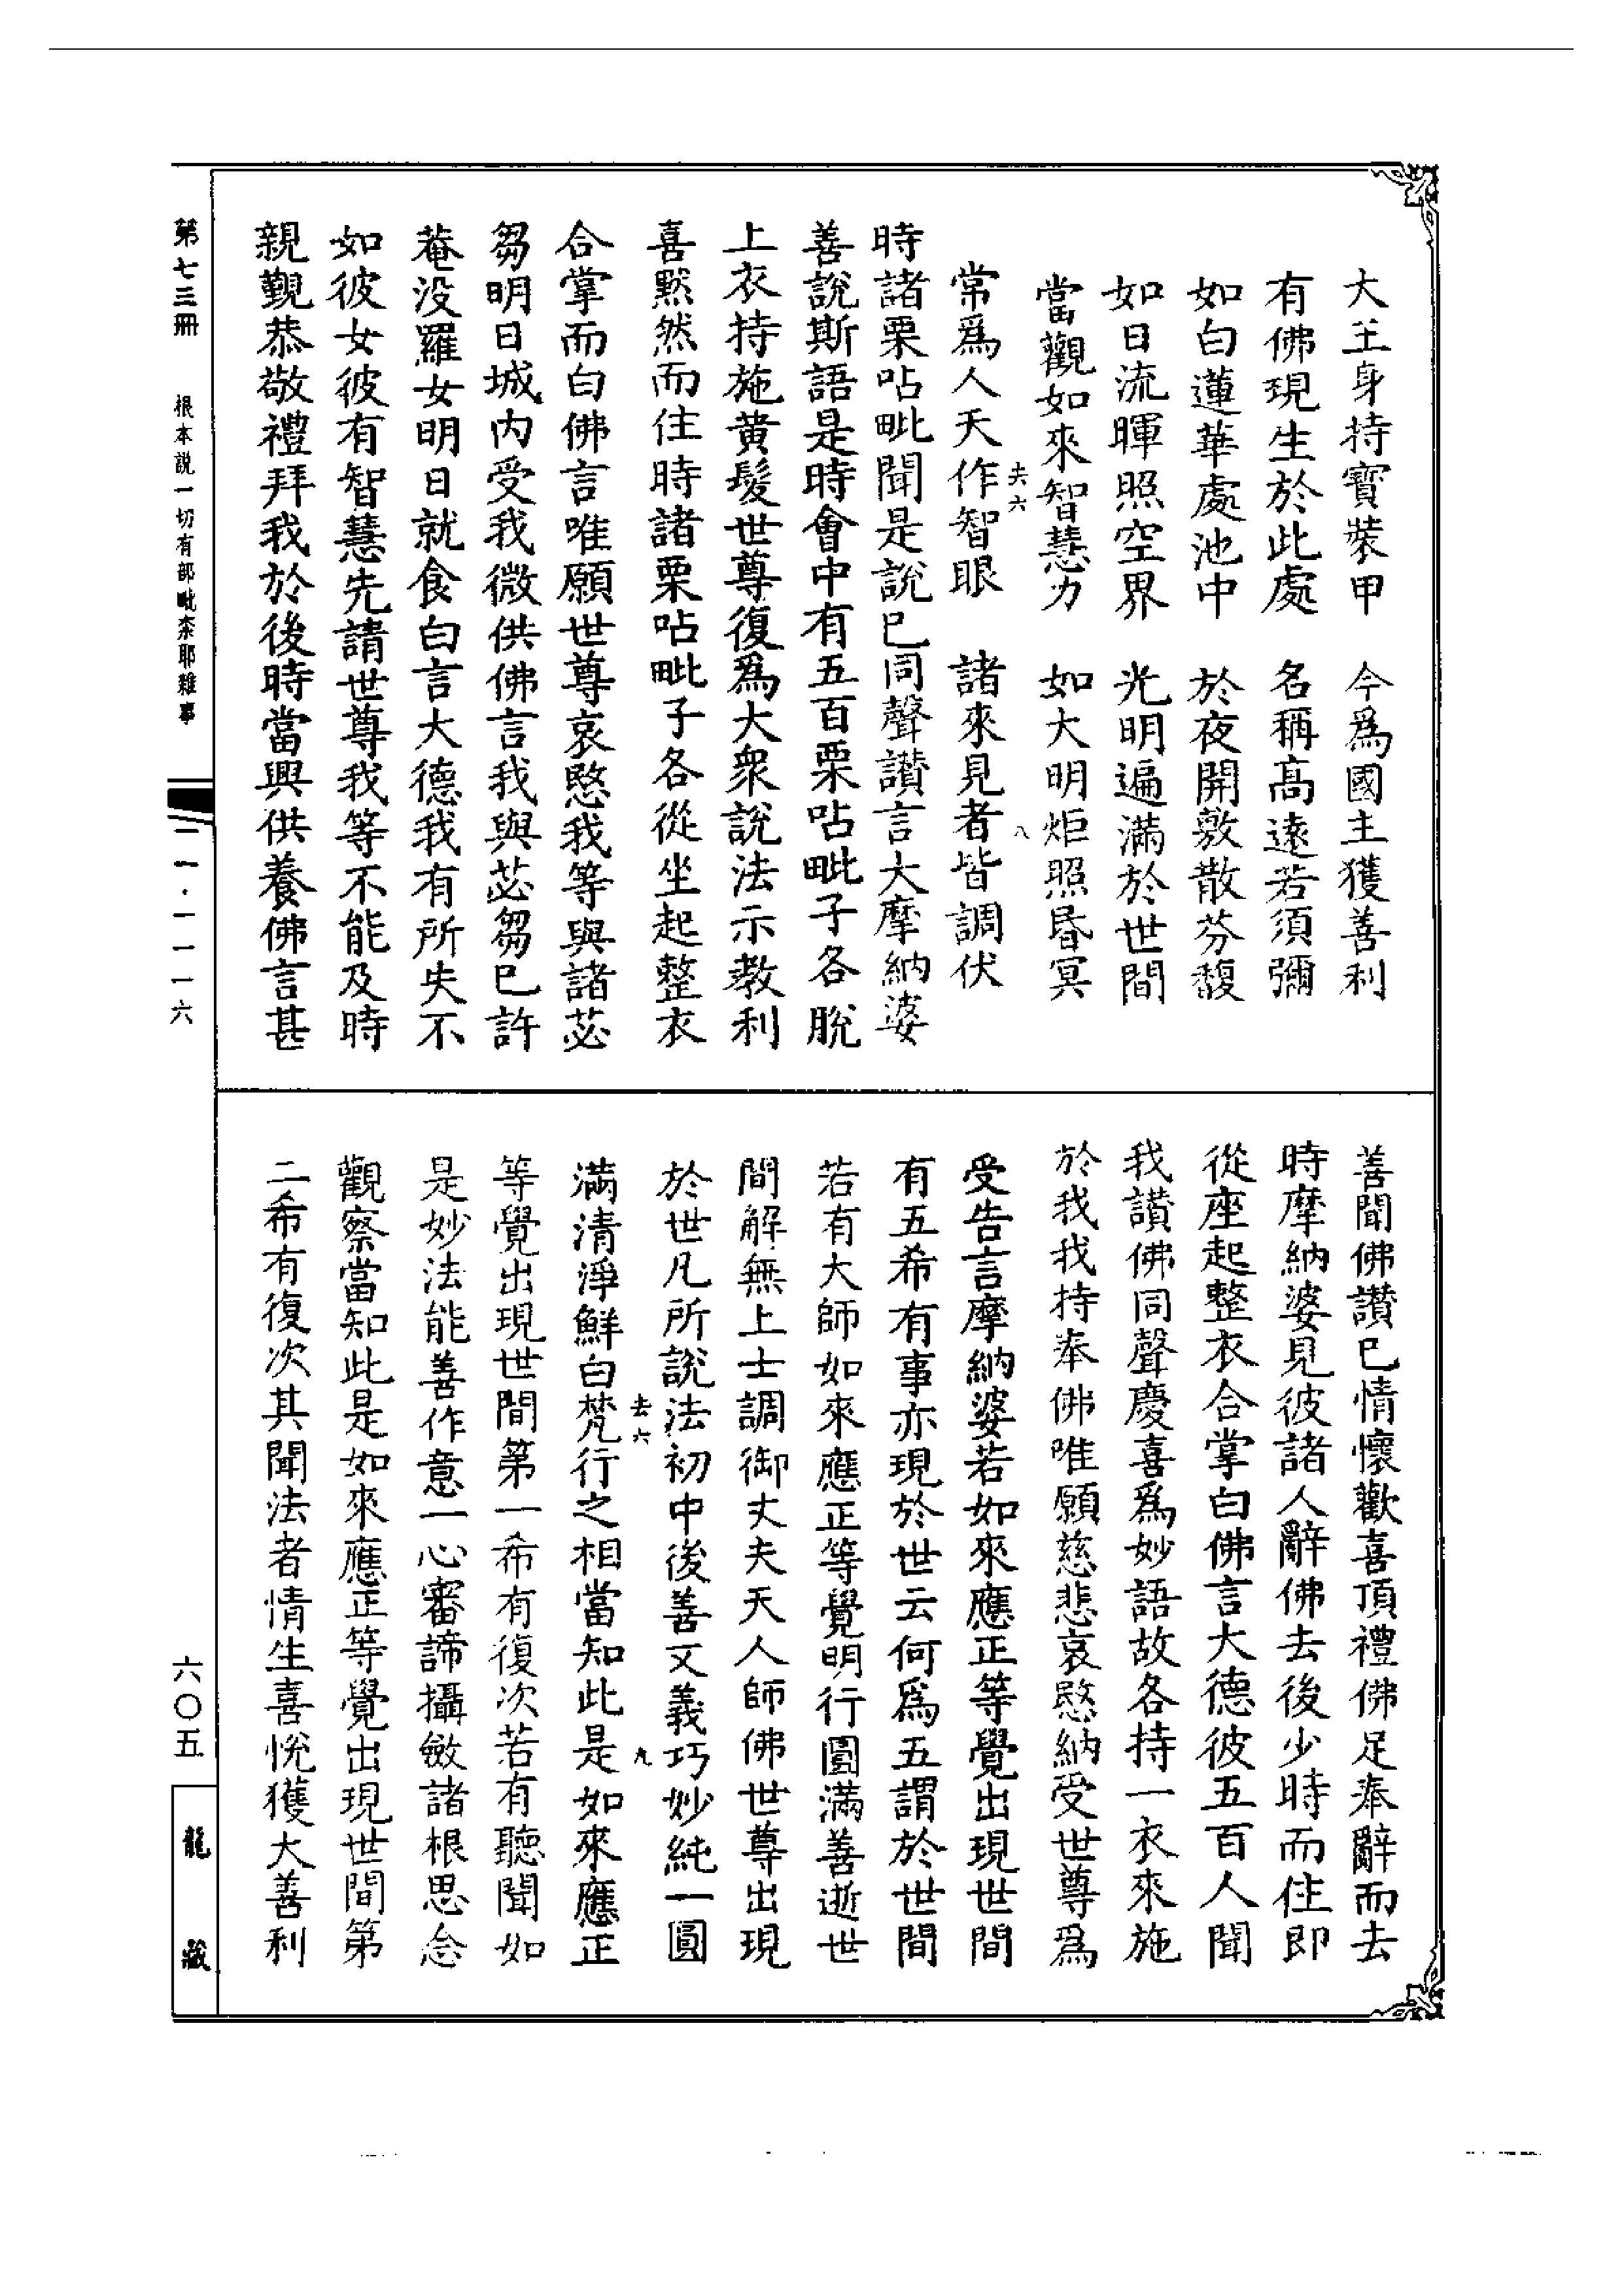 大王身持寶裝甲　今爲國主獲善利
有佛現生於此處　名稱高遠若須彌
如白蓮華處池中　於夜開敷散芬馥
如日流暉照空界　光明遍滿於世間
當觀如來智慧力　如大明炬照昏冥
去六　八
常爲人天作智眼　諸來見者皆調伏
時諸栗呫毗聞是說已同聲讃言大摩納婆
善說斯語是時會中有五百栗呫毗子各脫
上衣持施黄髮世尊復爲大衆說法示教利
喜黙然而住時諸栗呫毗子各從坐起整衣
合掌而白佛言唯願世尊哀愍我等與諸苾
芻明日城内受我微供佛言我與苾芻已許
菴没羅女明日就食白言大德我有所失不
如彼女彼有智慧先請世尊我等不能及時
親覲恭敬禮拜我於後時當興供養佛言甚
善聞佛讃已情懷歡喜頂禮佛足奉辭而去
時摩納婆見彼諸人辭佛去後少時而住即
從座起整衣合掌白佛言大德彼五百人聞
我讃佛同聲慶喜爲妙語故各持一衣來施
於我我持奉佛唯願慈悲哀愍納受世尊爲
受告言摩納婆若如來應正等覺出現世間
有五希有事亦現於世云何爲五謂於世間
若有大師如來應正等覺明行圓滿善逝世
間解無上士調御丈夫天人師佛世尊出現
於世凡所說法初中後善文義巧妙純一圓
去六　九
滿清淨鮮白梵行之相當知此是如來應正
等覺出現世間第一希有復次若有聽聞如
是妙法能善作意一心審諦攝斂諸根思念
觀察當知此是如來應正等覺出現世間第
二希有復次其聞法者情生喜悅獲大善利
第七三冊　根本説一切有部毗奈耶雜事　二一·一一一六　六〇五　龍藏